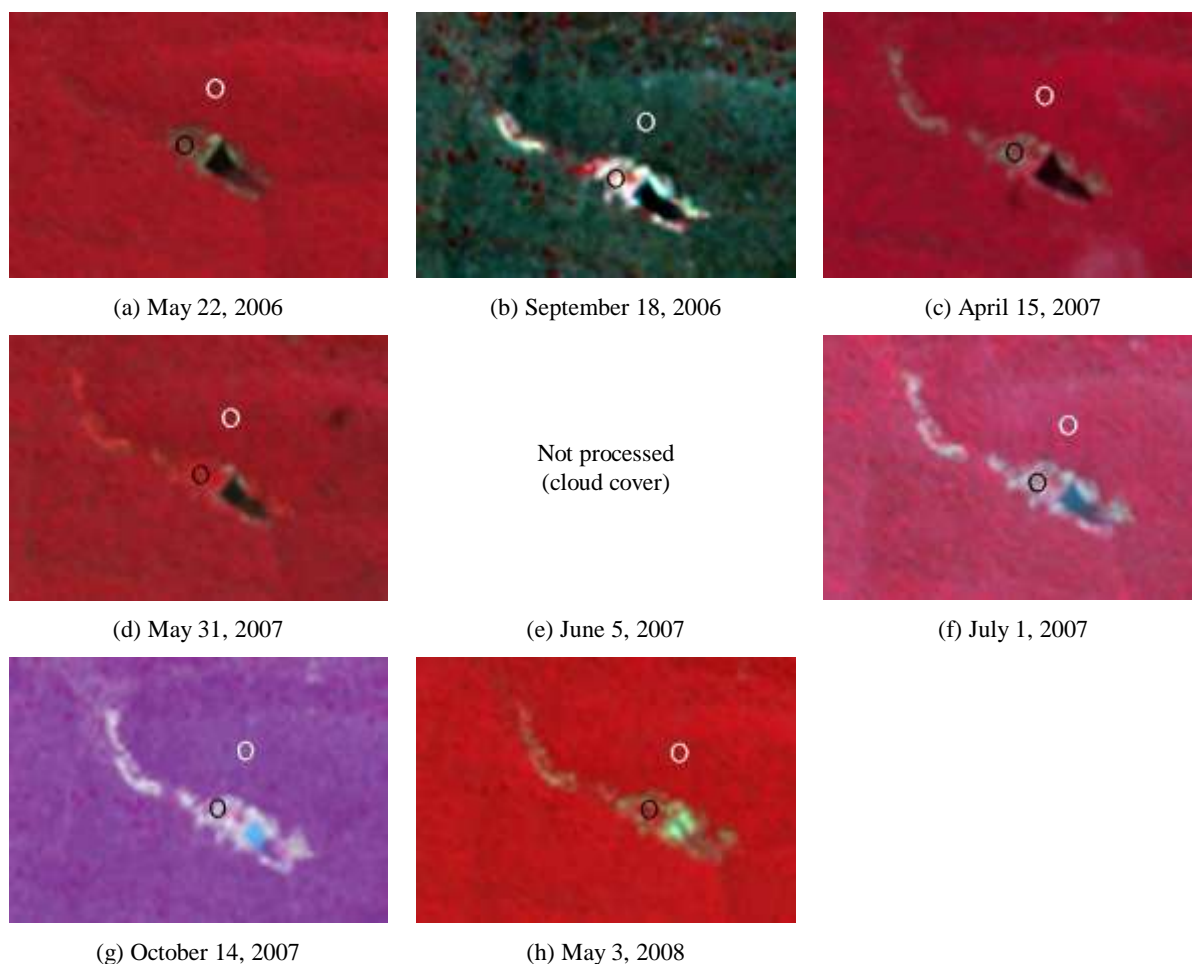 (a) May 22, 2006
(b) September 18, 2006
(c) April 15, 2007
(d) May 31, 2007
Not processed
(cloud cover)
(e) June 5, 2007
(f) July 1, 2007
(g) October 14, 2007
(h) May 3, 2008